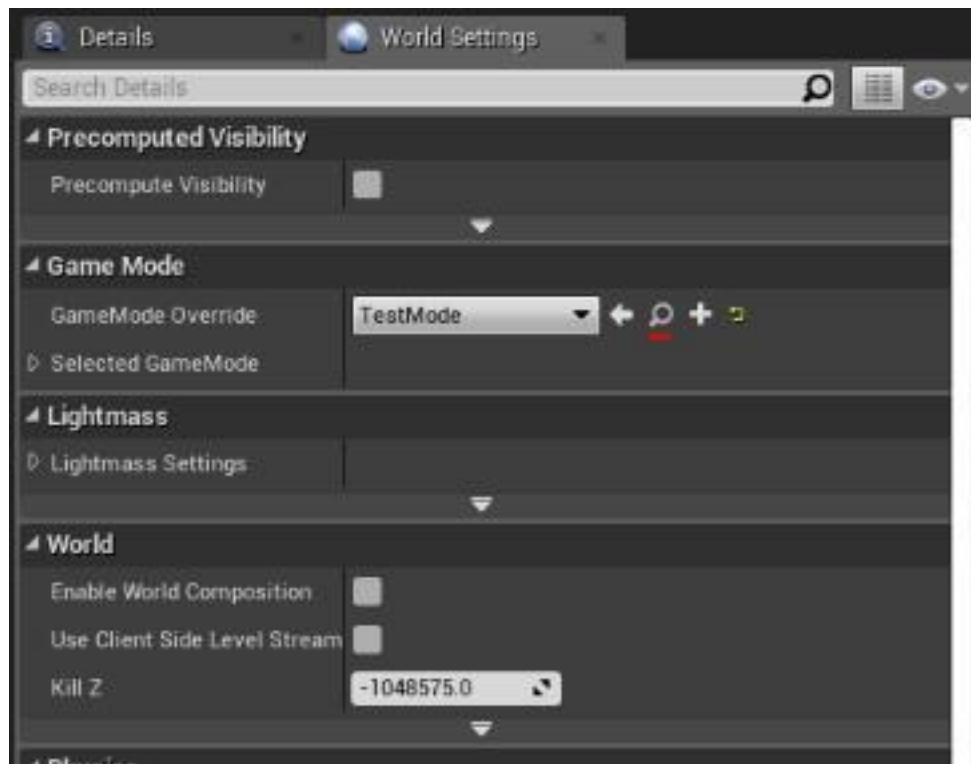 Details
World Settings
Search Details
Precomputed Visibility
Precompute Visibility
Game Mode
GameMode Override
TestMode
Selected GameMode
Lightmass
Lightmass Settings
World
Enable World Composition
Use Client Side Level Stream
Kill Z
-1048575.0